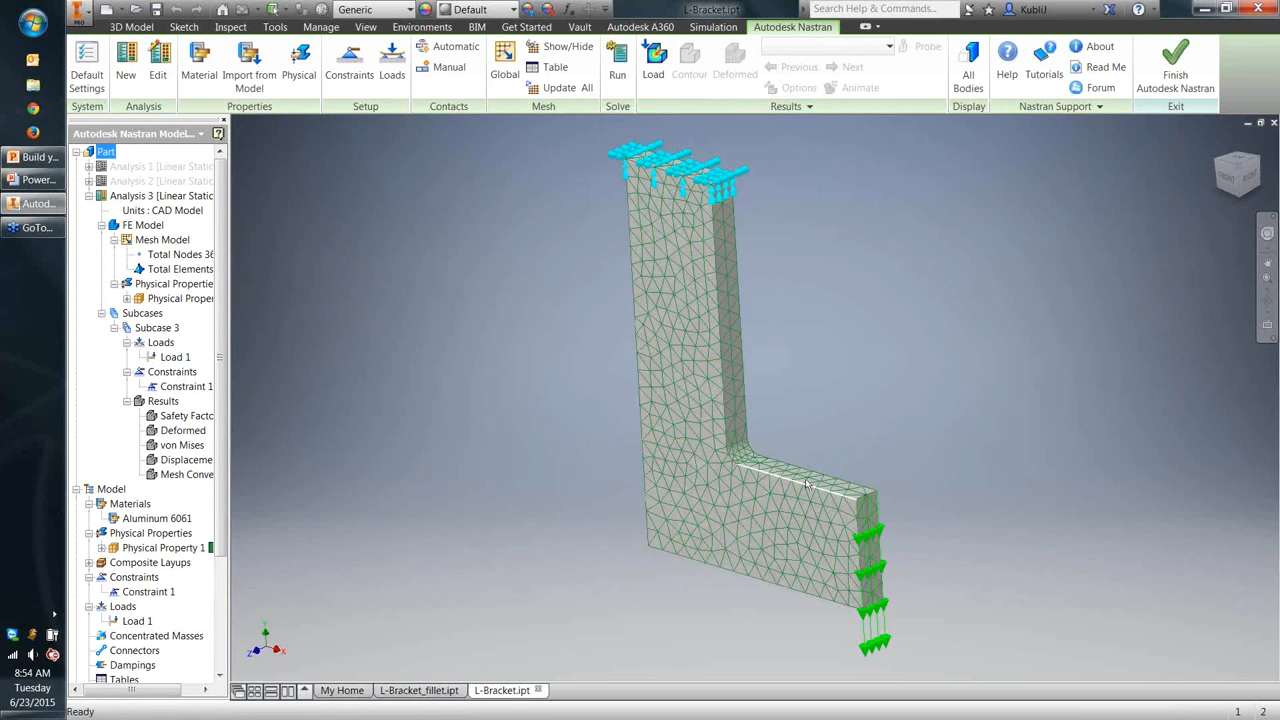 PRO
Generic
Default
L-Bracket.ipt
Search Help & Commands...
KubliJ
3D Model Sketch Inspect Tools Manage View Environments BIM Get Started Vault Autodesk A360 Simulation Autodesk Nastran
Default Settings
New
Edit
Material
Import from Model
Physical
Constraints
Loads
Automatic
Manual
Global
Show/Hide
Table
Update All
Run
Load
Contour
Deformed
Probe
Previous
Next
Options
Animate
All Bodies
Help
Tutorials
About
Read Me
Forum
Finish Autodesk Nastran
System Analysis Properties Setup Contacts Mesh Solve Results Display Nastran Support Exit
Autodesk Nastran Model...
Part
Analysis 1 [Linear Static
Analysis 2 [Linear Static
Analysis 3 [Linear Static
Units : CAD Model
FE Model
Mesh Model
Total Nodes 36
Total Elements
Physical Propertie
Physical Proper
Subcases
Subcase 3
Loads
Load 1
Constraints
Constraint 1
Results
Safety Facto
Deformed
von Mises
Displaceme
Mesh Conve
Model
Materials
Aluminum 6061
Physical Properties
Physical Property 1
Composite Layups
Constraints
Constraint 1
Loads
Load 1
Concentrated Masses
Connectors
Dampings
Tables
Build y...
Power...
Autod...
GoTo...
8:54 AM
Tuesday
6/23/2015
FRONT
RIGHT
Y
Z
X
My Home L-Bracket_fillet.ipt L-Bracket.ipt
Ready
1 2